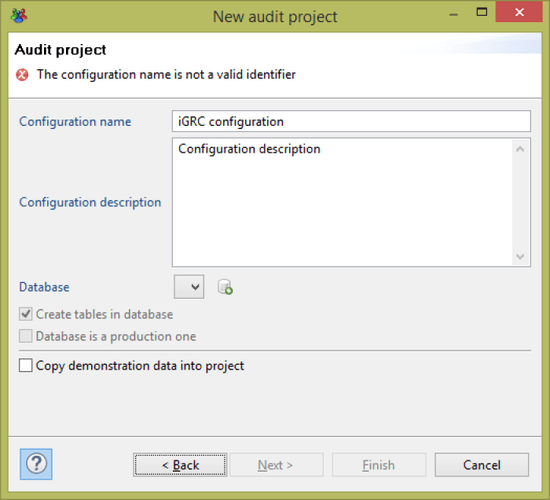 New audit project
Audit project
The configuration name is not a valid identifier
Configuration name
iGRC configuration
Configuration description
Configuration description
Database
Create tables in database
Database is a production one
Copy demonstration data into project
?
< Back
Next >
Finish
Cancel